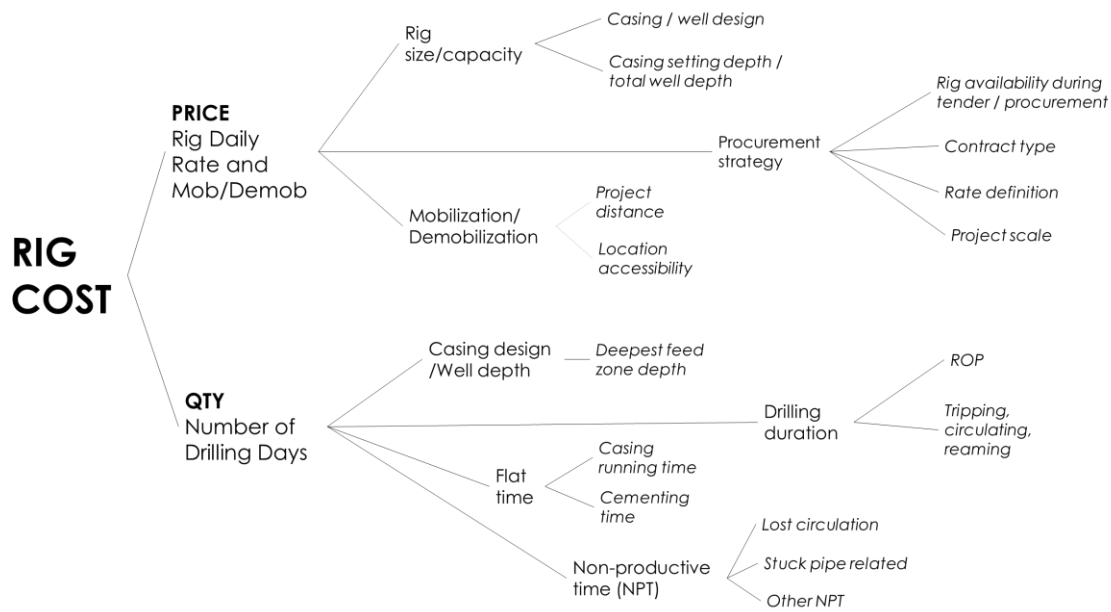 RIG
COST
PRICE
Rig Daily
Rate and
Mob/Demob
Rig
size/capacity
Casing / well design
Casing setting depth /
total well depth
Procurement
strategy
Rig availability during
tender / procurement
Contract type
Rate definition
Project scale
Mobilization/
Demobilization
Project
distance
Location
accessibility
QTY
Number of
Drilling Days
Casing design
/Well depth
Deepest feed
zone depth
Drilling
duration
ROP
Tripping,
circulating,
reaming
Flat
time
Casing
running time
Cementing
time
Non-productive
time (NPT)
Lost circulation
Stuck pipe related
Other NPT